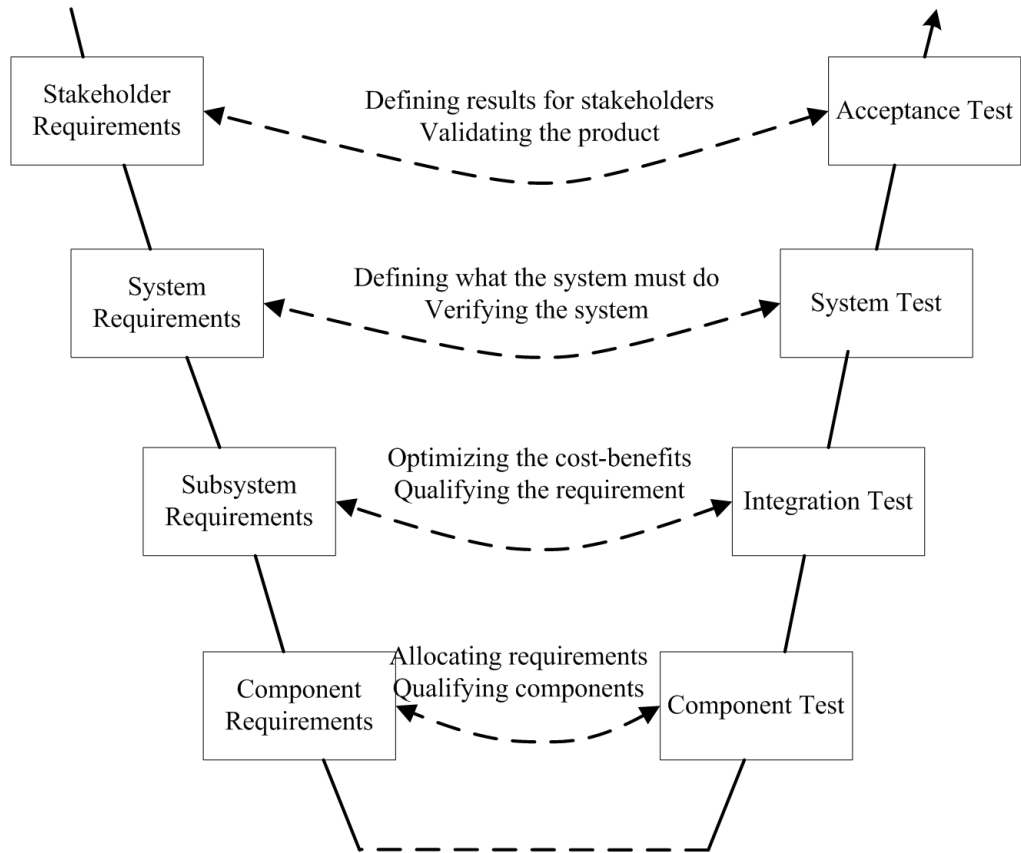 Stakeholder
Requirements
Defining results for stakeholders
Validating the product
Acceptance Test
System
Requirements
Defining what the system must do
Verifying the system
System Test
Subsystem
Requirements
Optimizing the cost-benefits
Qualifying the requirement
Integration Test
Component
Requirements
Allocating requirements
Qualifying components
Component Test